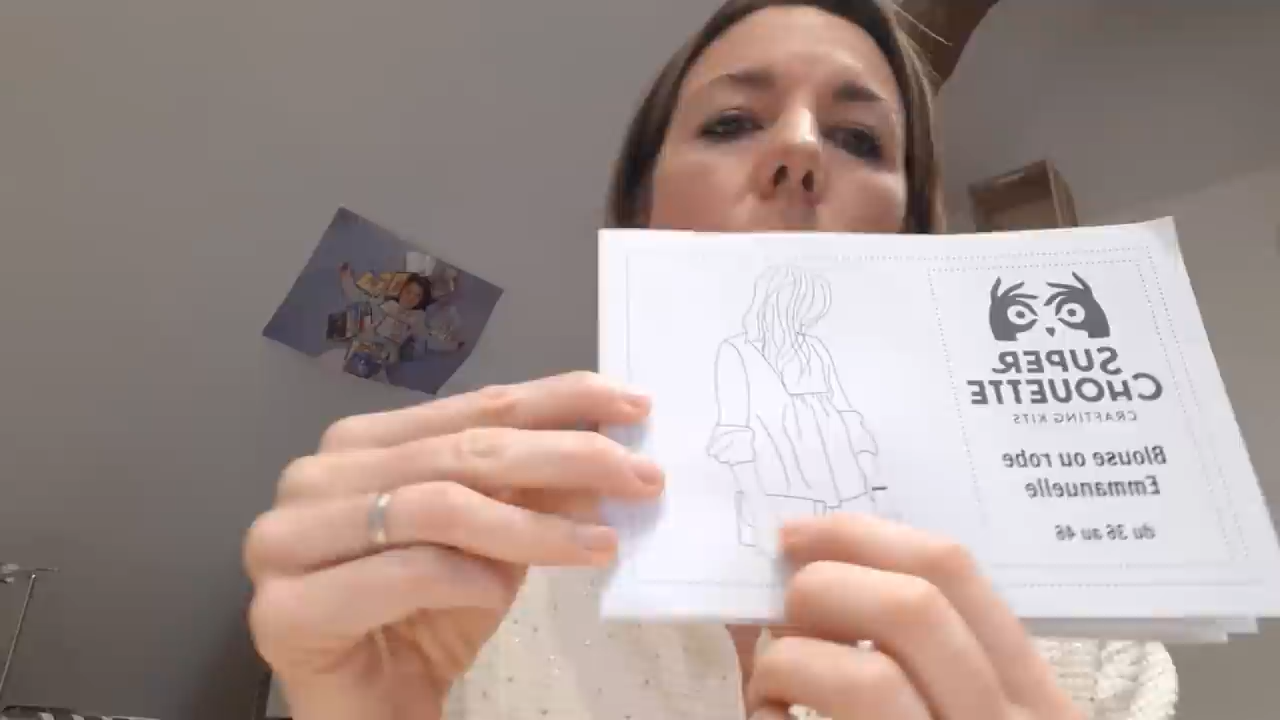 SUPER
CHOUETTE
CRAFTING KITS
Blouse ou robe
Emmanuelle
du 36 au 46